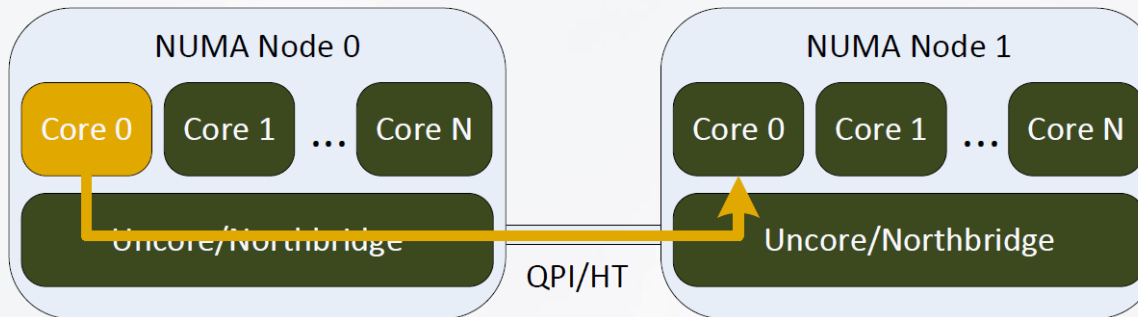 NUMA Node 0
Core 0
Core 1
...
Core N
Uncore/Northbridge
QPI/HT
NUMA Node 1
Core 0
Core 1
...
Core N
Uncore/Northbridge